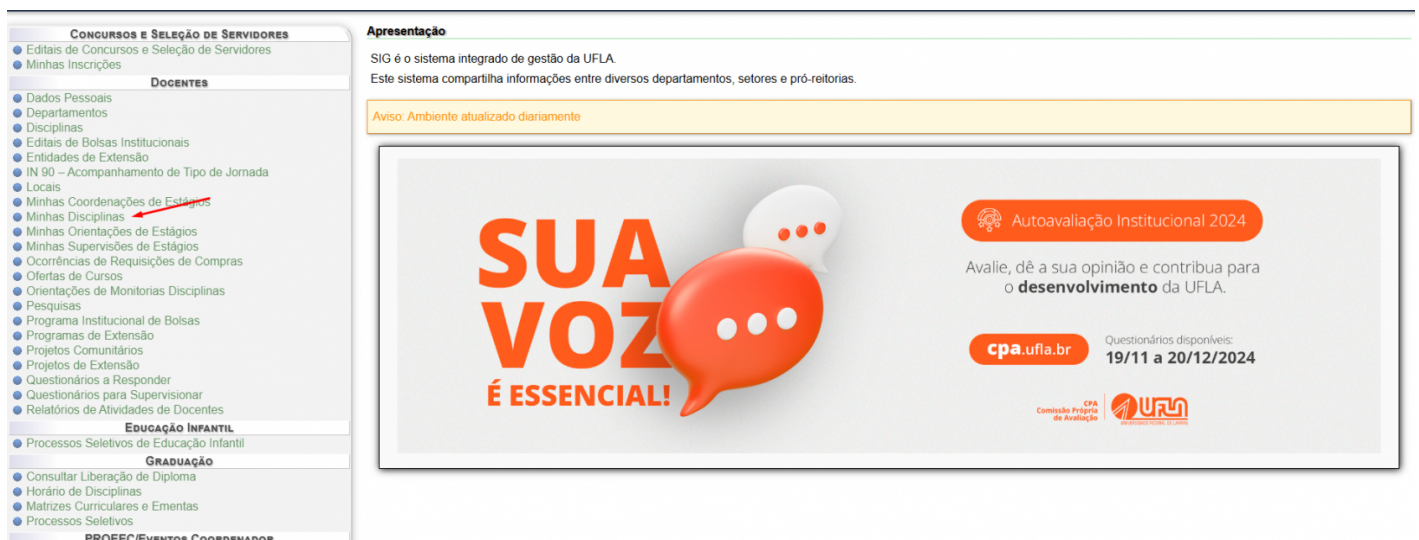 Concursos e Seleção de Servidores
Editais de Concursos e Seleção de Servidores
Minhas Inscrições
Docentes
Dados Pessoais
Departamentos
Disciplinas
Editais de Bolsas Institucionais
Entidades de Extensão
IN 90 – Acompanhamento de Tipo de Jornada
Locais
Minhas Coordenações de Estágios
Minhas Disciplinas
Minhas Orientações de Estágios
Minhas Supervisões de Estágios
Ocorrências de Requisições de Compras
Ofertas de Cursos
Orientações de Monitorias Disciplinas
Pesquisas
Programa Institucional de Bolsas
Programas de Extensão
Projetos Comunitários
Projetos de Extensão
Questionários a Responder
Questionários para Supervisionar
Relatórios de Atividades de Docentes
Educação Infantil
Processos Seletivos de Educação Infantil
Graduação
Consultar Liberação de Diploma
Horário de Disciplinas
Matrizes Curriculares e Ementas
Processos Seletivos
PROEEC/Eventos Coordenador
Apresentação
SIG é o sistema integrado de gestão da UFLA.
Este sistema compartilha informações entre diversos departamentos, setores e pró-reitorias.
Aviso: Ambiente atualizado diariamente
SUA
VOZ
É ESSENCIAL!
Autoavaliação Institucional 2024
Avalie, dê a sua opinião e contribua para
o desenvolvimento da UFLA.
cpa.ufla.br
Questionários disponíveis:
19/11 a 20/12/2024
CPA
Comissão Própria
de Avaliação
UFLA
UNIVERSIDADE FEDERAL DE LAVRAS